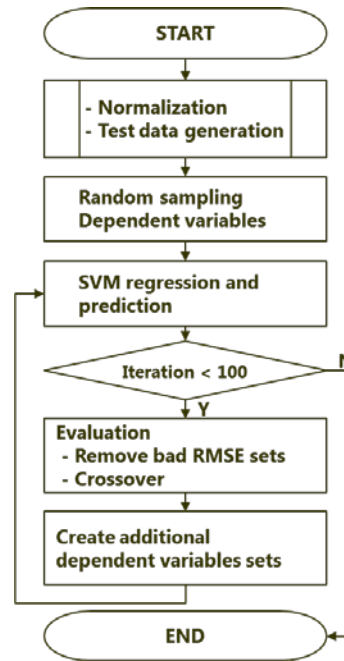 START
- Normalization
- Test data generation
Random sampling
Dependent variables
SVM regression and
prediction
Iteration < 100
N
Y
Evaluation
- Remove bad RMSE sets
- Crossover
Create additional
dependent variables sets
END